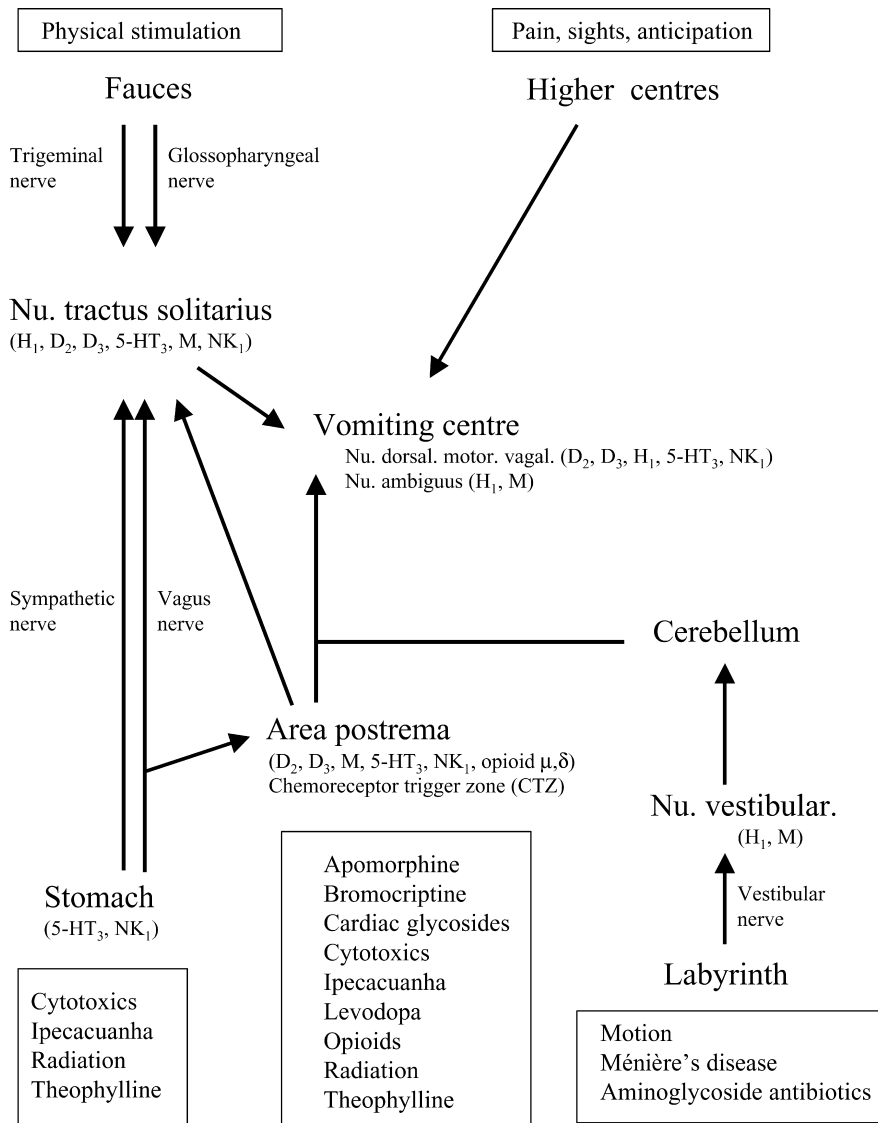 Physical stimulation
Pain, sights, anticipation
Fauces
Higher centres
Trigeminal
nerve
Glossopharyngeal
nerve
Nu. tractus solitarius
(H₁, D₂, D₃, 5-HT₃, M, NK₁)
Vomiting centre
Nu. dorsal. motor. vagal. (D₂, D₃, H₁, 5-HT₃, NK₁)
Nu. ambiguus (H₁, M)
Sympathetic
nerve
Vagus
nerve
Cerebellum
Area postrema
(D₂, D₃, M, 5-HT₃, NK₁, opioid μ,δ)
Chemoreceptor trigger zone (CTZ)
Nu. vestibular.
(H₁, M)
Vestibular
nerve
Stomach
(5-HT₃, NK₁)
Labyrinth
Cytotoxics
Ipecacuanha
Radiation
Theophylline
Apomorphine
Bromocriptine
Cardiac glycosides
Cytotoxics
Ipecacuanha
Levodopa
Opioids
Radiation
Theophylline
Motion
Ménière’s disease
Aminoglycoside antibiotics